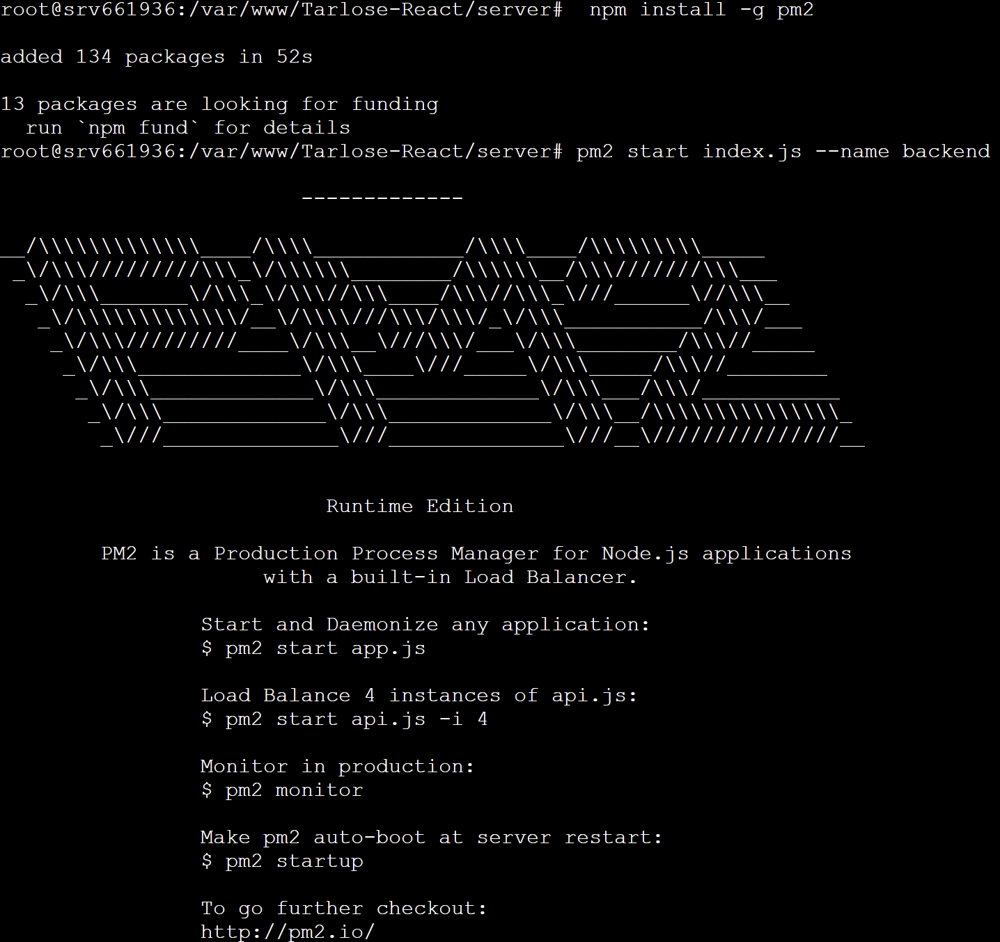 root@srv661936:/var/www/Tarlose-React/server#  npm install -g pm2
added 134 packages in 52s
13 packages are looking for funding
  run `npm fund` for details
root@srv661936:/var/www/Tarlose-React/server# pm2 start index.js --name backend
                        -------------
__/\\\\\\\\\\\\\____/\\\\____________/\\\\____/\\\\\\\\\_____
 _\/\\\/////////\\\_\/\\\\\\________/\\\\\\__/\\\///////\\\___
  _\/\\\_______\/\\\_\/\\\//\\\____/\\\//\\\_\///______\//\\\__
   _\/\\\\\\\\\\\\\/__\/\\\\///\\\/\\\/_\/\\\___________/\\\/___
    _\/\\\/////////____\/\\\__\///\\\/___\/\\\________/\\\//_____
     _\/\\\_____________\/\\\____\///_____\/\\\_____/\\\//________
      _\/\\\_____________\/\\\_____________\/\\\___/\\\/___________
       _\/\\\_____________\/\\\_____________\/\\\__/\\\\\\\\\\\\\\\_
        _\///______________\///______________\///__\///////////////__
                          Runtime Edition
        PM2 is a Production Process Manager for Node.js applications
                     with a built-in Load Balancer.
                Start and Daemonize any application:
                $ pm2 start app.js
                Load Balance 4 instances of api.js:
                $ pm2 start api.js -i 4
                Monitor in production:
                $ pm2 monitor
                Make pm2 auto-boot at server restart:
                $ pm2 startup
                To go further checkout:
                http://pm2.io/